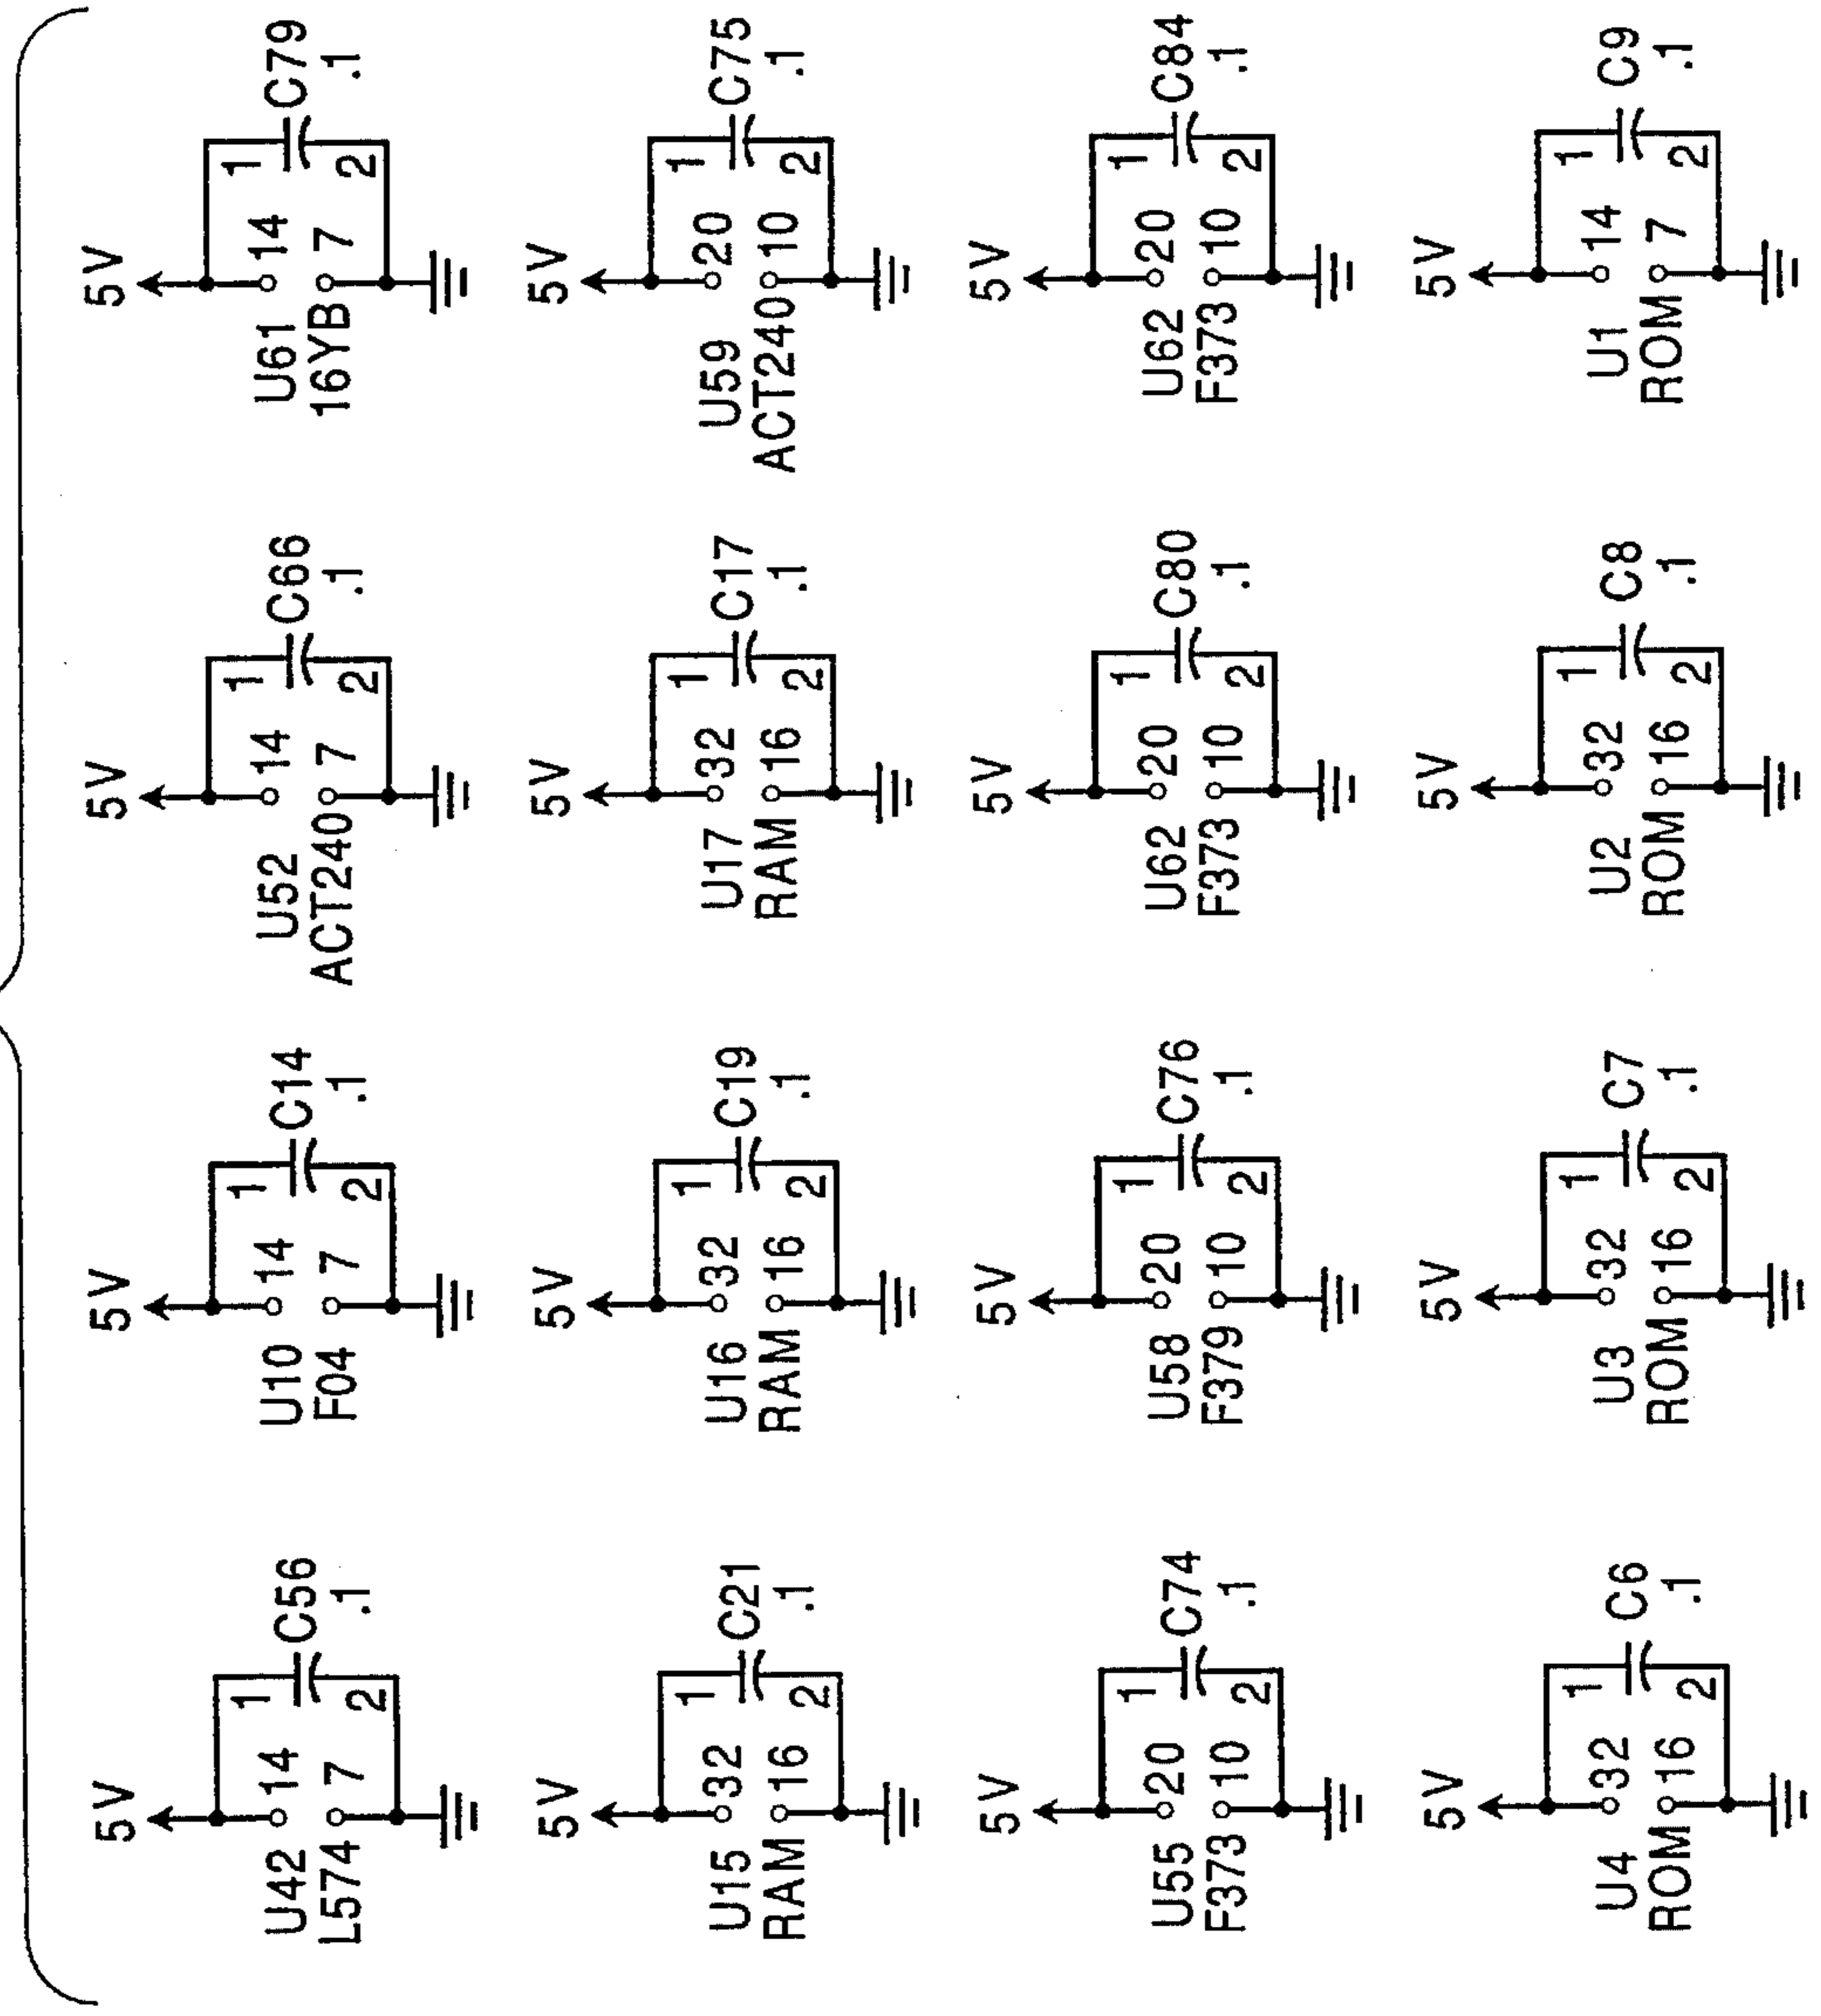 5V
1
U42 14 C56
L574 7 .1
2
5V
1
U10 14 C14
F04 7 .1
2
5V
1
U52 14 C66
ACT240 7 .1
2
5V
1
U61 14 C79
16YB 7 .1
2
5V
1
U15 32 C21
RAM 16 .1
2
5V
1
U16 32 C19
RAM 16 .1
2
5V
1
U17 32 C17
RAM 16 .1
2
5V
1
U59 20 C75
ACT240 10 .1
2
5V
1
U55 20 C74
F373 10 .1
2
5V
1
U58 20 C76
F379 10 .1
2
5V
1
U62 20 C80
F373 10 .1
2
5V
1
U62 20 C84
F373 10 .1
2
5V
1
U4 32 C6
ROM 16 .1
2
5V
1
U3 32 C7
ROM 16 .1
2
5V
1
U2 32 C8
ROM 16 .1
2
5V
1
U1 14 C9
ROM 7 .1
2